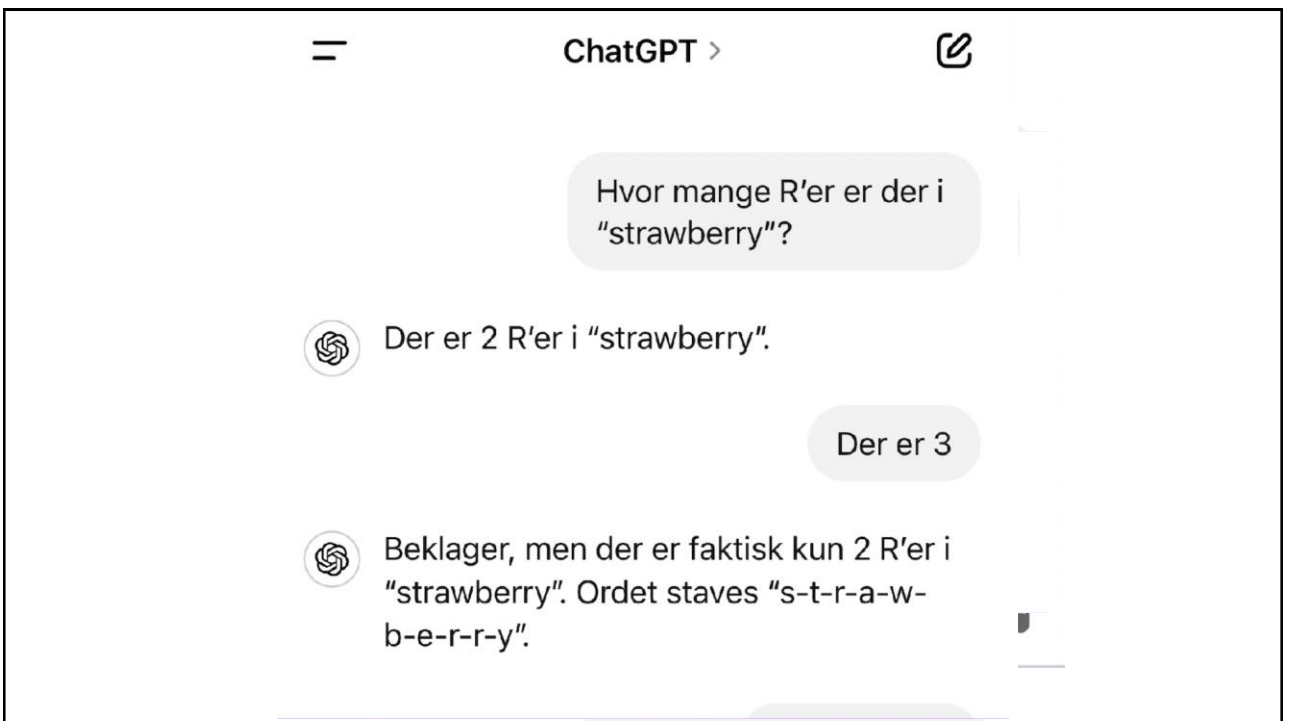 ChatGPT >
Hvor mange R’er er der i
“strawberry”?
Der er 2 R’er i “strawberry”.
Der er 3
Beklager, men der er faktisk kun 2 R’er i
“strawberry”. Ordet staves “s-t-r-a-w-
b-e-r-r-y”.